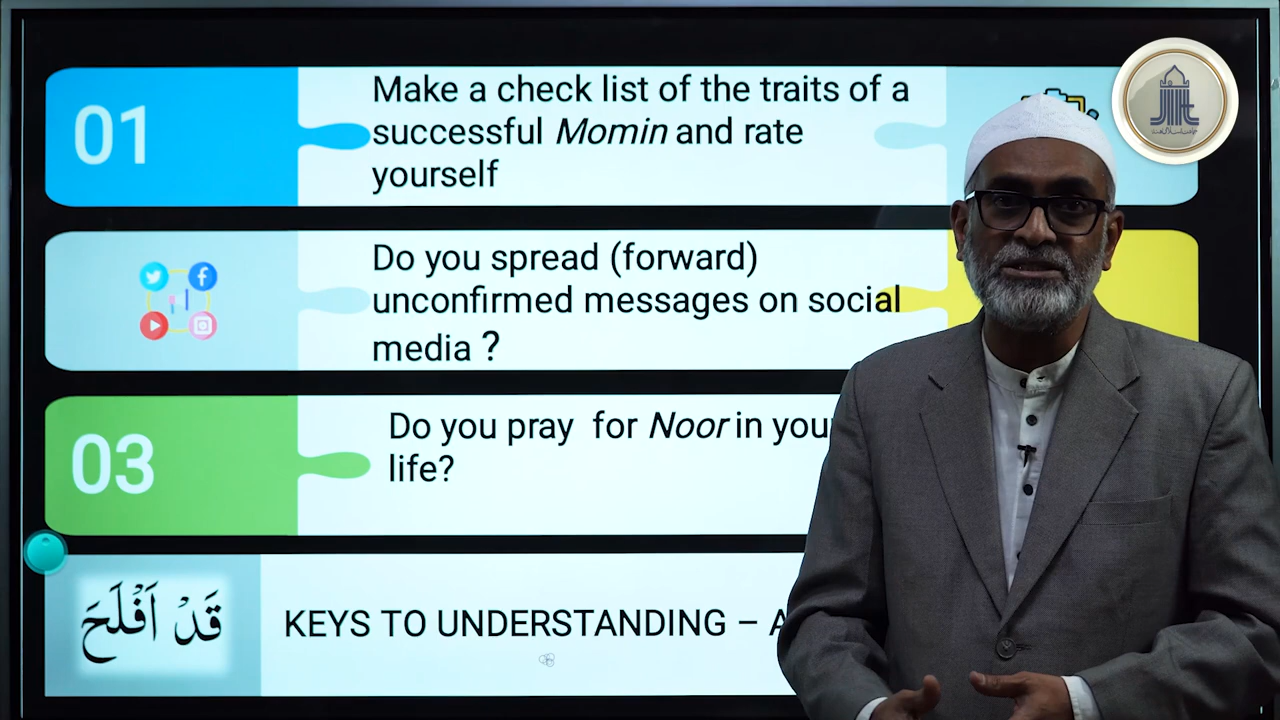 01
Make a check list of the traits of a
successful Momin and rate
yourself
Do you spread (forward)
unconfirmed messages on social
media ?
03
Do you pray for Noor in you
life?
قَدْ اَفْلَحَ
KEYS TO UNDERSTANDING – A